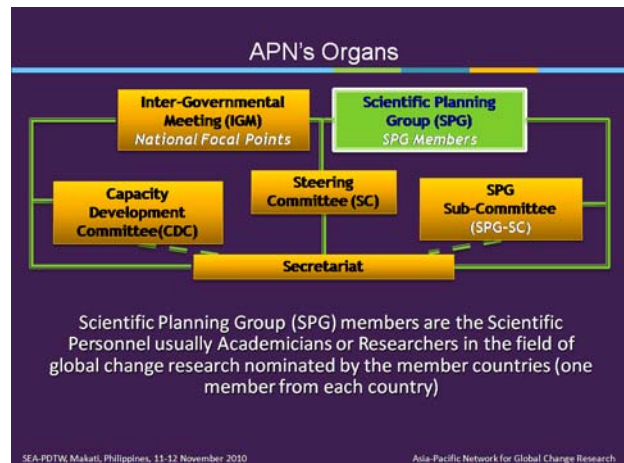 APN's Organs
Inter-Governmental
Meeting (IGM)
National Focal Points
Scientific Planning
Group (SPG)
SPG Members
Capacity
Development
Committee(CDC)
Steering
Committee (SC)
SPG
Sub-Committee
(SPG-SC)
Secretariat
Scientific Planning Group (SPG) members are the Scientific
Personnel usually Academicians or Researchers in the field of
global change research nominated by the member countries (one
member from each country)
SEA-PDTW, Makati, Philippines, 11-12 November 2010
Asia-Pacific Network for Global Change Research